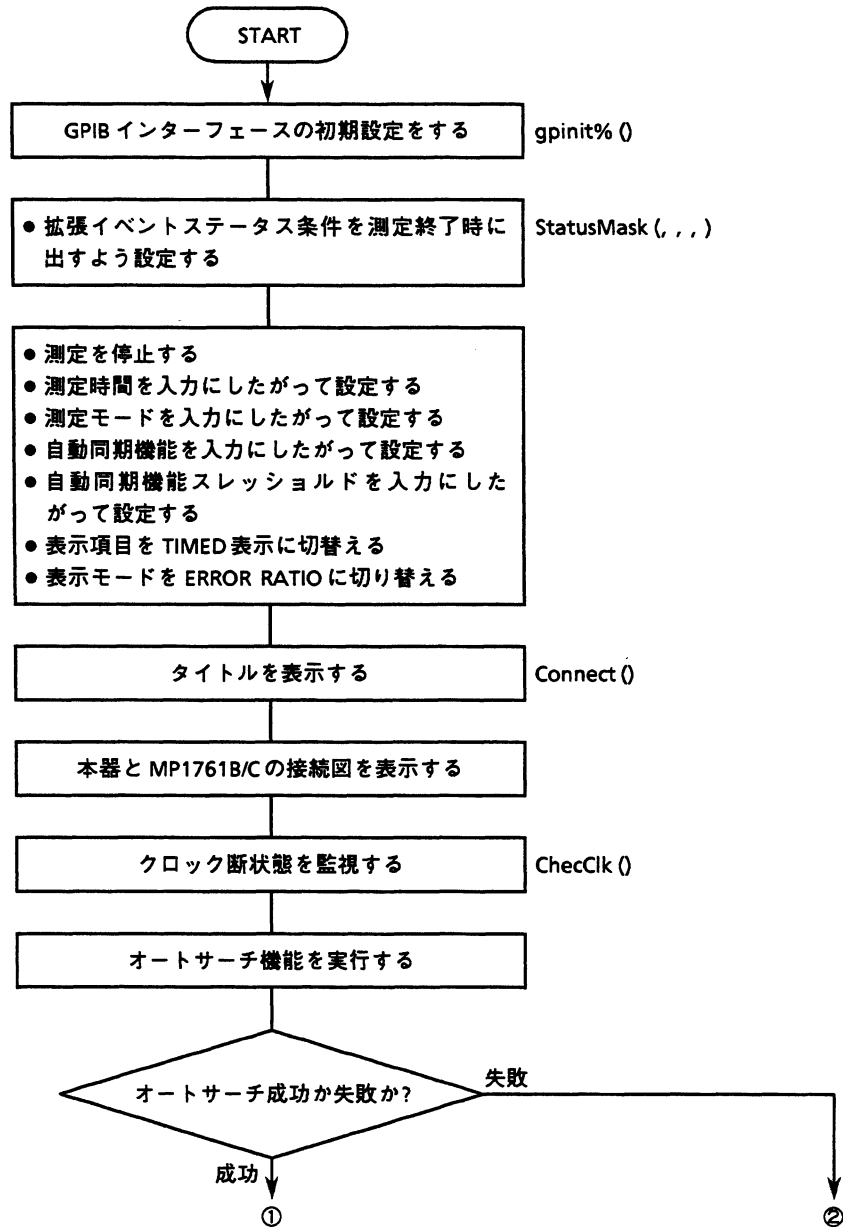 START
GPIB インターフェースの初期設定をする
gpinit% ()
● 拡張イベントステータス条件を測定終了時に
出すよう設定する
StatusMask (, , , )
● 測定を停止する
● 測定時間を入力にしたがって設定する
● 測定モードを入力にしたがって設定する
● 自動同期機能を入力にしたがって設定する
● 自動同期機能スレッショルドを入力にした
がって設定する
● 表示項目を TIMED 表示に切替える
● 表示モードを ERROR RATIO に切り替える
タイトルを表示する
Connect ()
本器と MP1761B/C の接続図を表示する
クロック断状態を監視する
ChecClk ()
オートサーチ機能を実行する
オートサーチ成功か失敗か?
失敗
成功
①
②